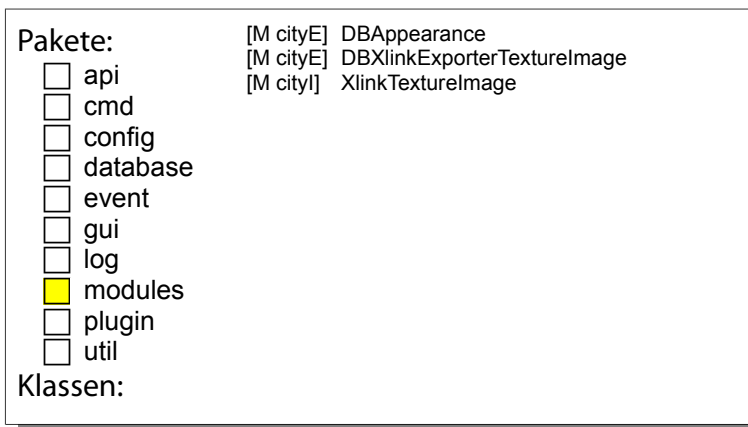 Pakete:
api
cmd
config
database
event
gui
log
modules
plugin
util
Klassen:
[M cityE] DBAppearance
[M cityE] DBXlinkExporterTextureImage
[M cityI] XlinkTextureImage